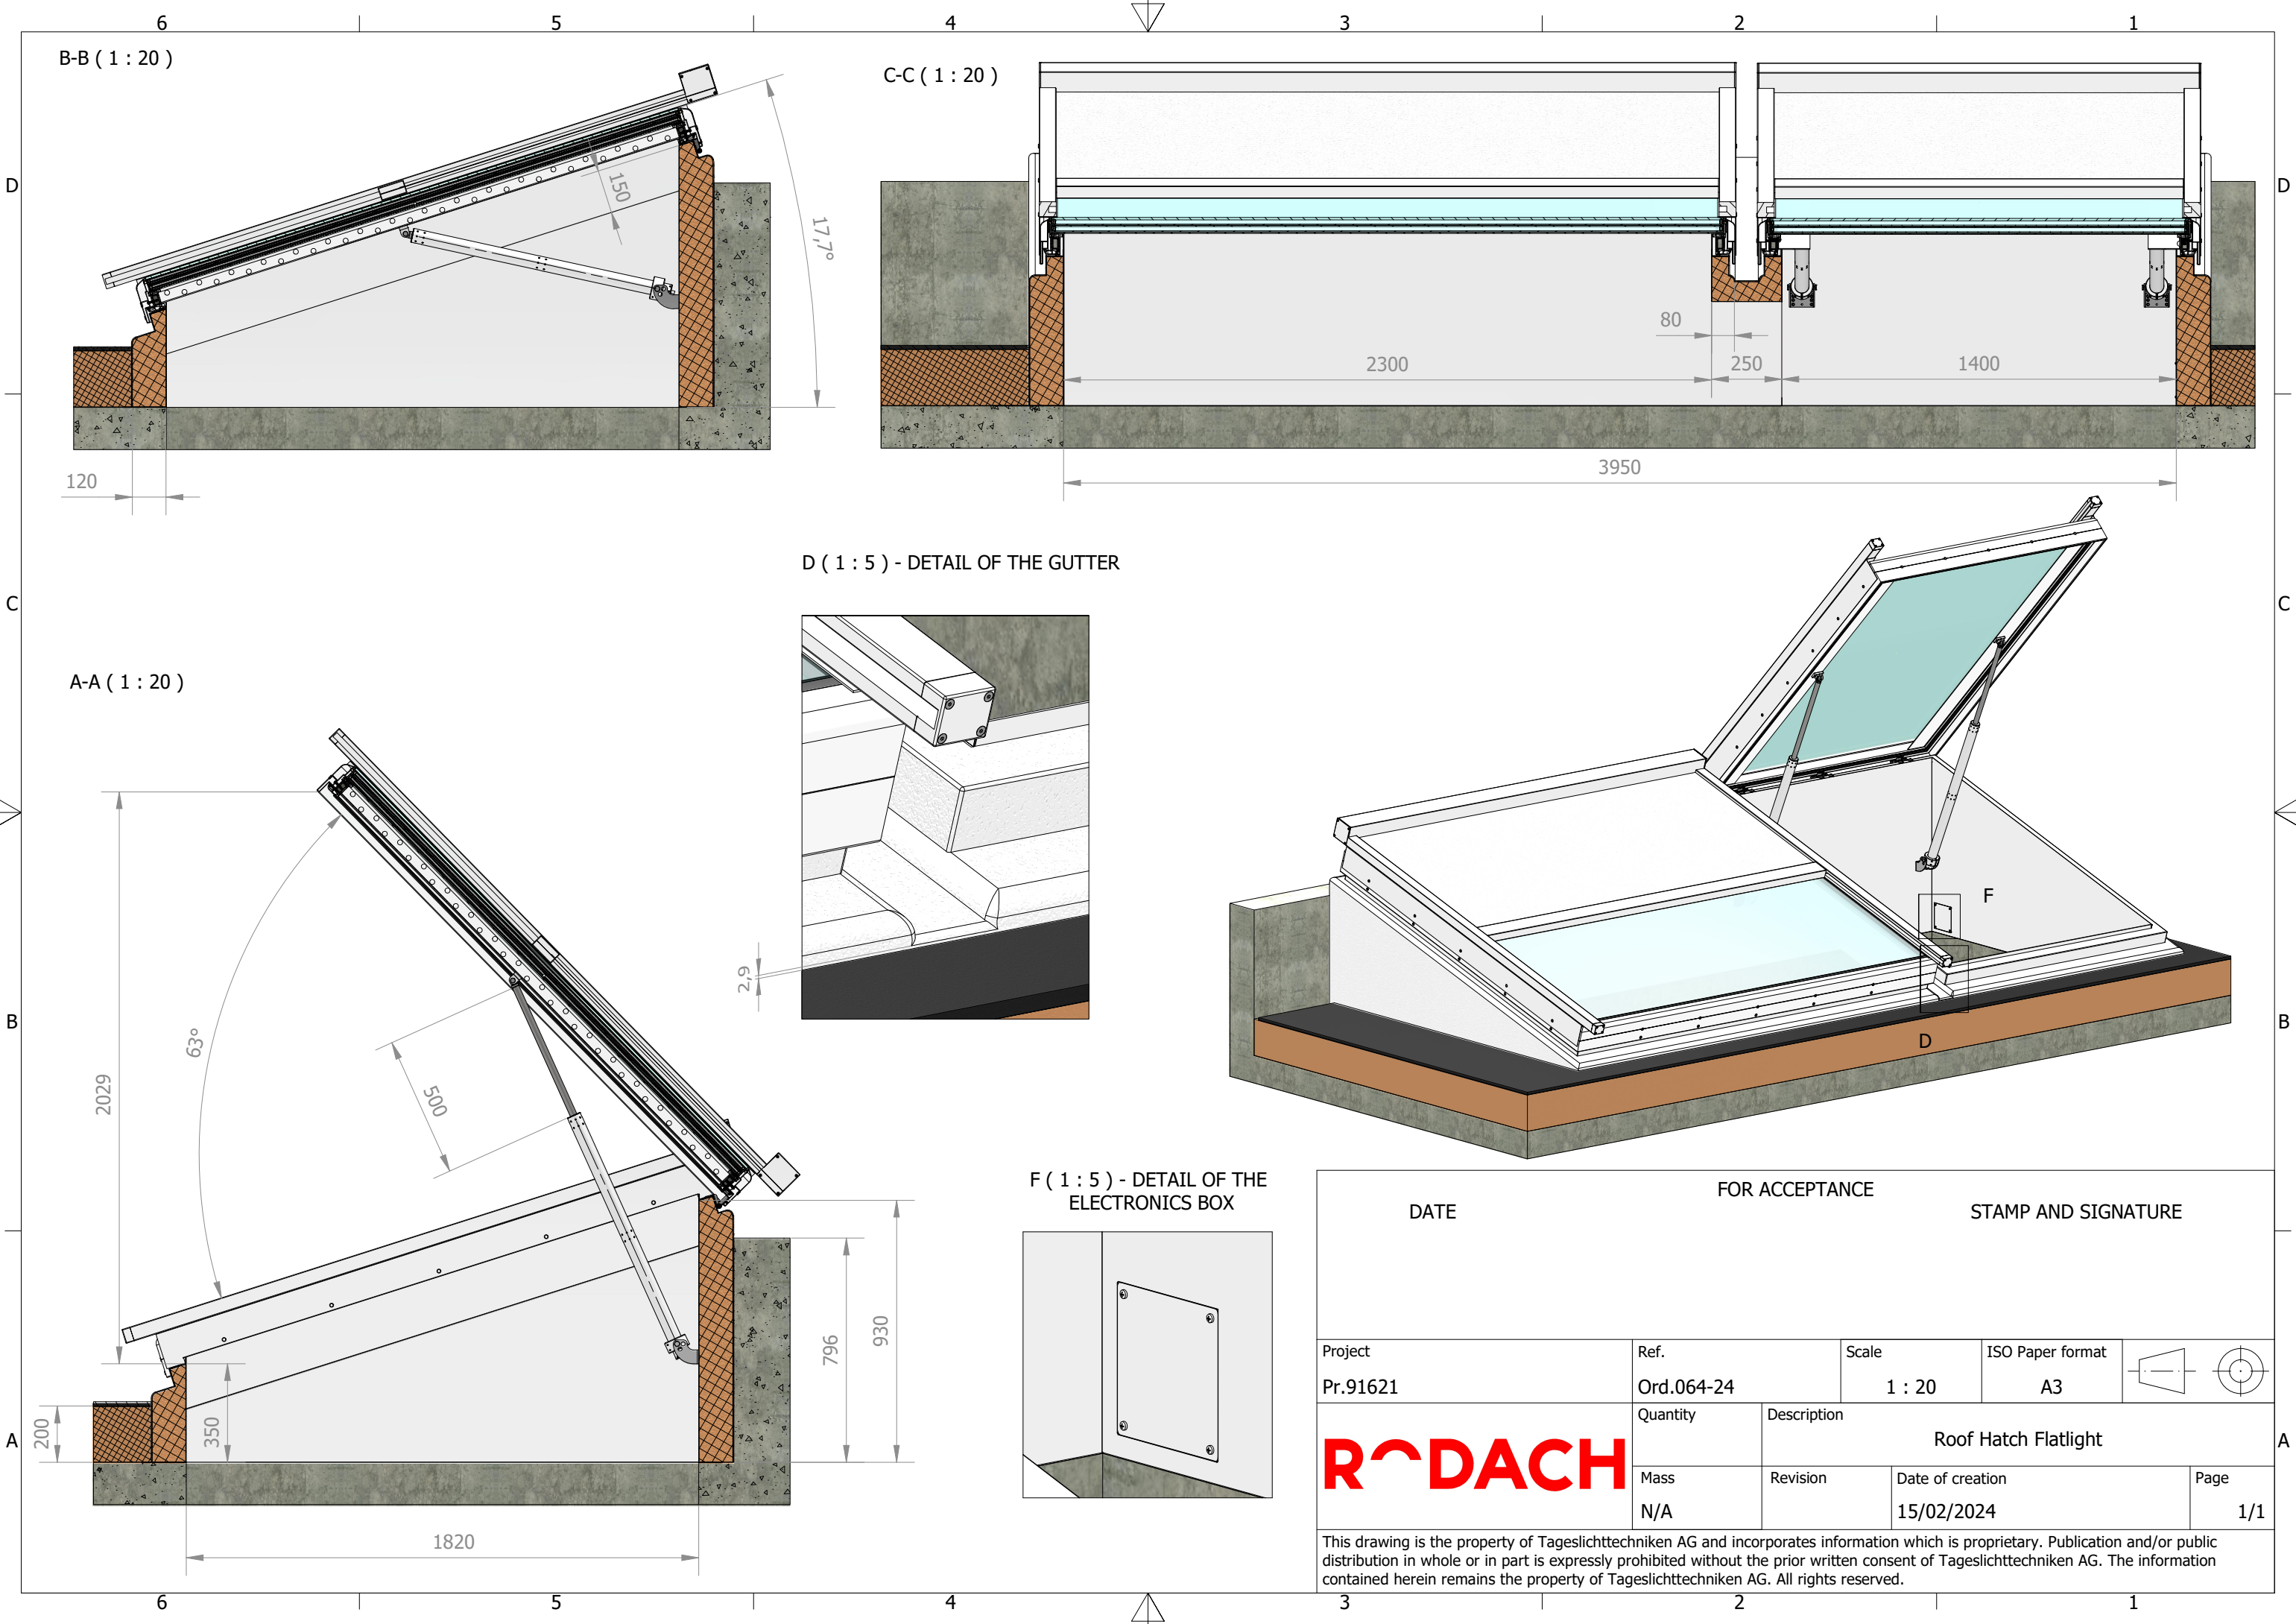 6 5 4 3 2 1
B-B ( 1 : 20 )
C-C ( 1 : 20 )
D
D
150
17,7°
120
80
2300
250
1400
3950
C
C
D ( 1 : 5 ) - DETAIL OF THE GUTTER
2,9
A-A ( 1 : 20 )
63°
2029
500
B
B
F
D
796
930
350
200
1820
A
A
F ( 1 : 5 ) - DETAIL OF THE
ELECTRONICS BOX
FOR ACCEPTANCE
DATE
STAMP AND SIGNATURE
Project
Pr.91621
Ref.
Ord.064-24
Scale
1 : 20
ISO Paper format
A3
RODACH
Quantity
Description
Roof Hatch Flatlight
Mass
N/A
Revision
Date of creation
15/02/2024
Page
1/1
This drawing is the property of Tageslichttechniken AG and incorporates information which is proprietary. Publication and/or public
distribution in whole or in part is expressly prohibited without the prior written consent of Tageslichttechniken AG. The information
contained herein remains the property of Tageslichttechniken AG. All rights reserved.
6 5 4 3 2 1